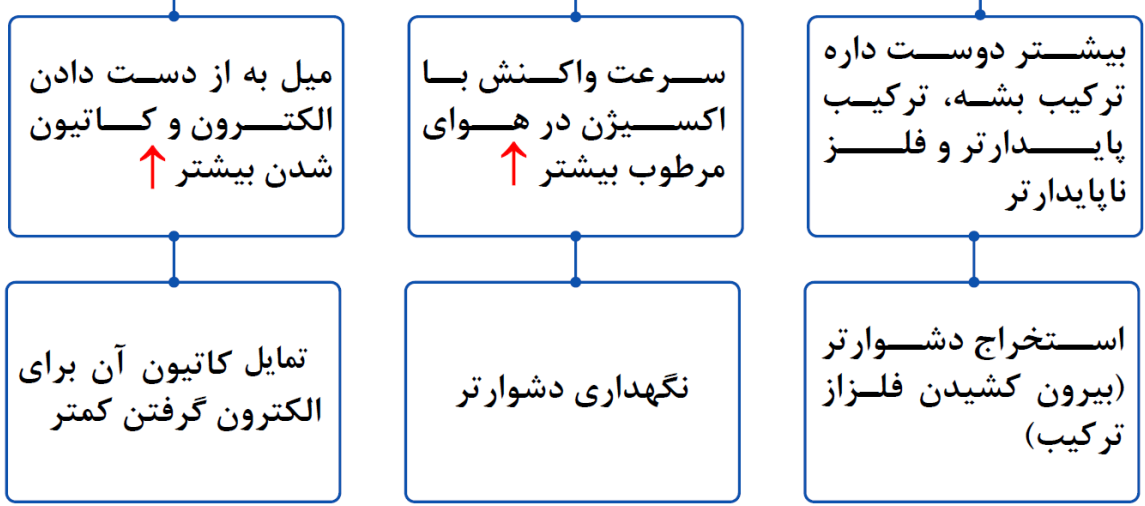 بیشتر دوست داره
ترکیب بشه، ترکیب
پایدارتر و فلز
ناپایدارتر
سرعت واکنش با
اکسیژن در هوای
مرطوب بیشتر ↑
میل به از دست دادن
الکترون و کاتیون
شدن بیشتر ↑
استخراج دشوارتر
(بیرون کشیدن فلزاز
ترکیب)
نگهداری دشوارتر
تمایل کاتیون آن برای
الکترون گرفتن کمتر